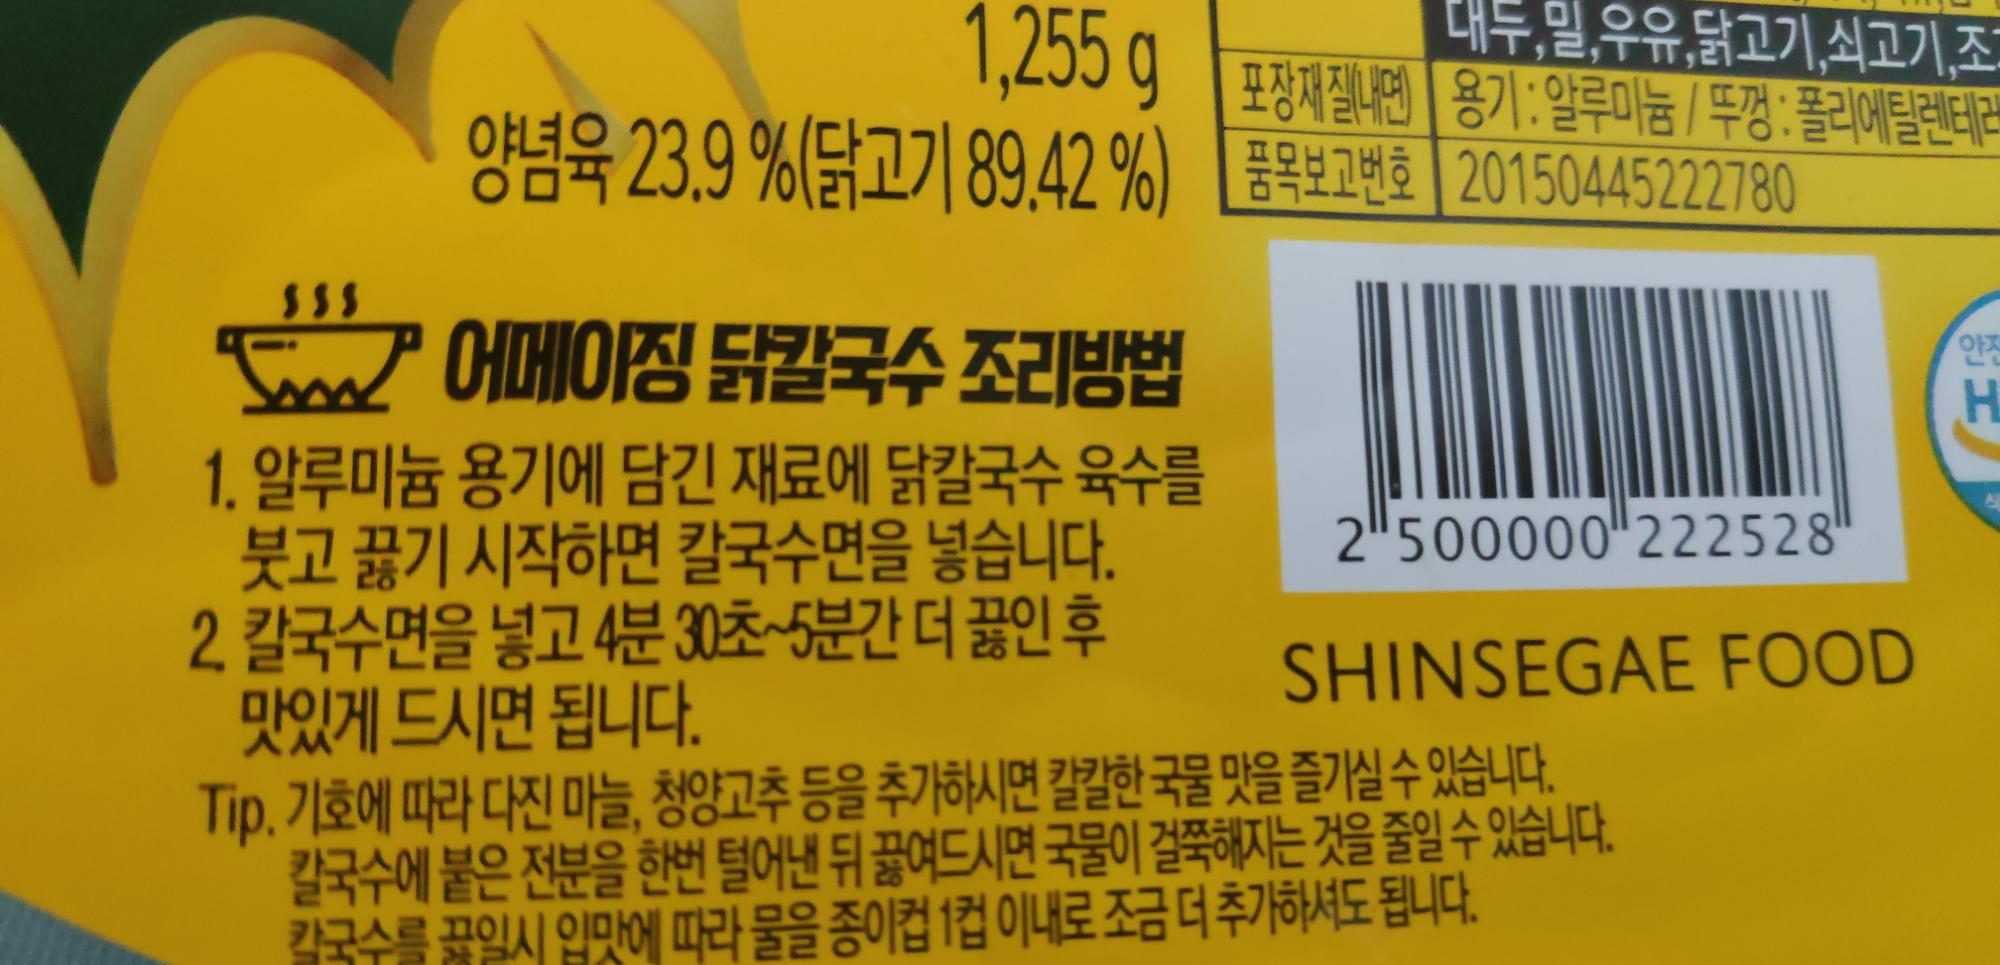 1,255 g
양념육 23.9 %(닭고기 89.42 %)
대두,밀,우유,닭고기,쇠고기,
포장재질(내면) 용기 : 알루미늄 / 뚜껑 :
품목보고번호 20150445222780
어메이징 닭칼국수 조리방법
1. 알루미늄 용기에 담긴 재료에 닭칼국수 육수를
붓고 끓기 시작하면 칼국수면을 넣습니다.
2. 칼국수면을 넣고 4분 30초~5분간 더 끓인 후
맛있게 드시면 됩니다.
Tip. 기호에 따라 다진 마늘, 청양고추 등을 추가하시면 칼칼한 국물 맛을 즐기실 수 있습니다.
칼국수에 붙은 전분을 한번 털어낸 뒤 끓여드시면 국물이 걸쭉해지는 것을 줄일 수 있습니다.
칼국수를 끓일시 입맛에 따라 물을 종이컵 1컵 이내로 조금 더 추가하셔도 됩니다.
2 500000 222528
SHINSEGAE FOOD